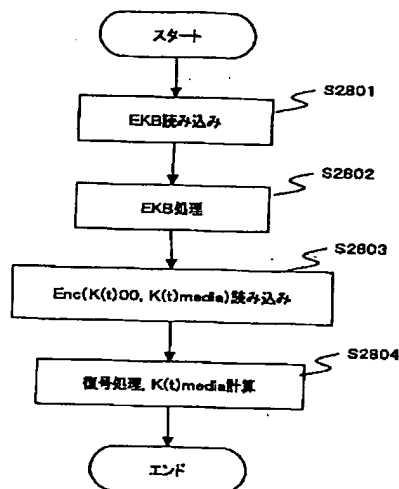 スタート
S2801
EKB読み込み
S2802
EKB処理
S2803
Enc(K(t)00, K(t)media)読み込み
S2804
復号処理, K(t)media計算
エンド